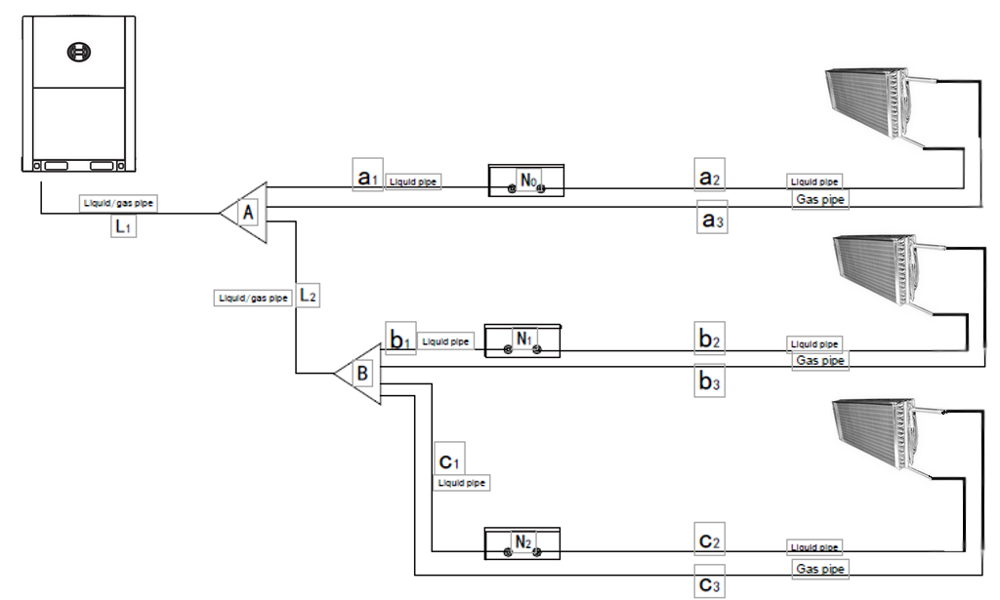 a1
Liquid pipe
N0
a2
Liquid pipe
Liquid/gas pipe
A
Gas pipe
L1
a3
Liquid/gas pipe
L2
b1
Liquid pipe
N1
b2
Liquid pipe
Gas pipe
B
b3
c1
Liquid pipe
N2
c2
Liquid pipe
Gas pipe
c3